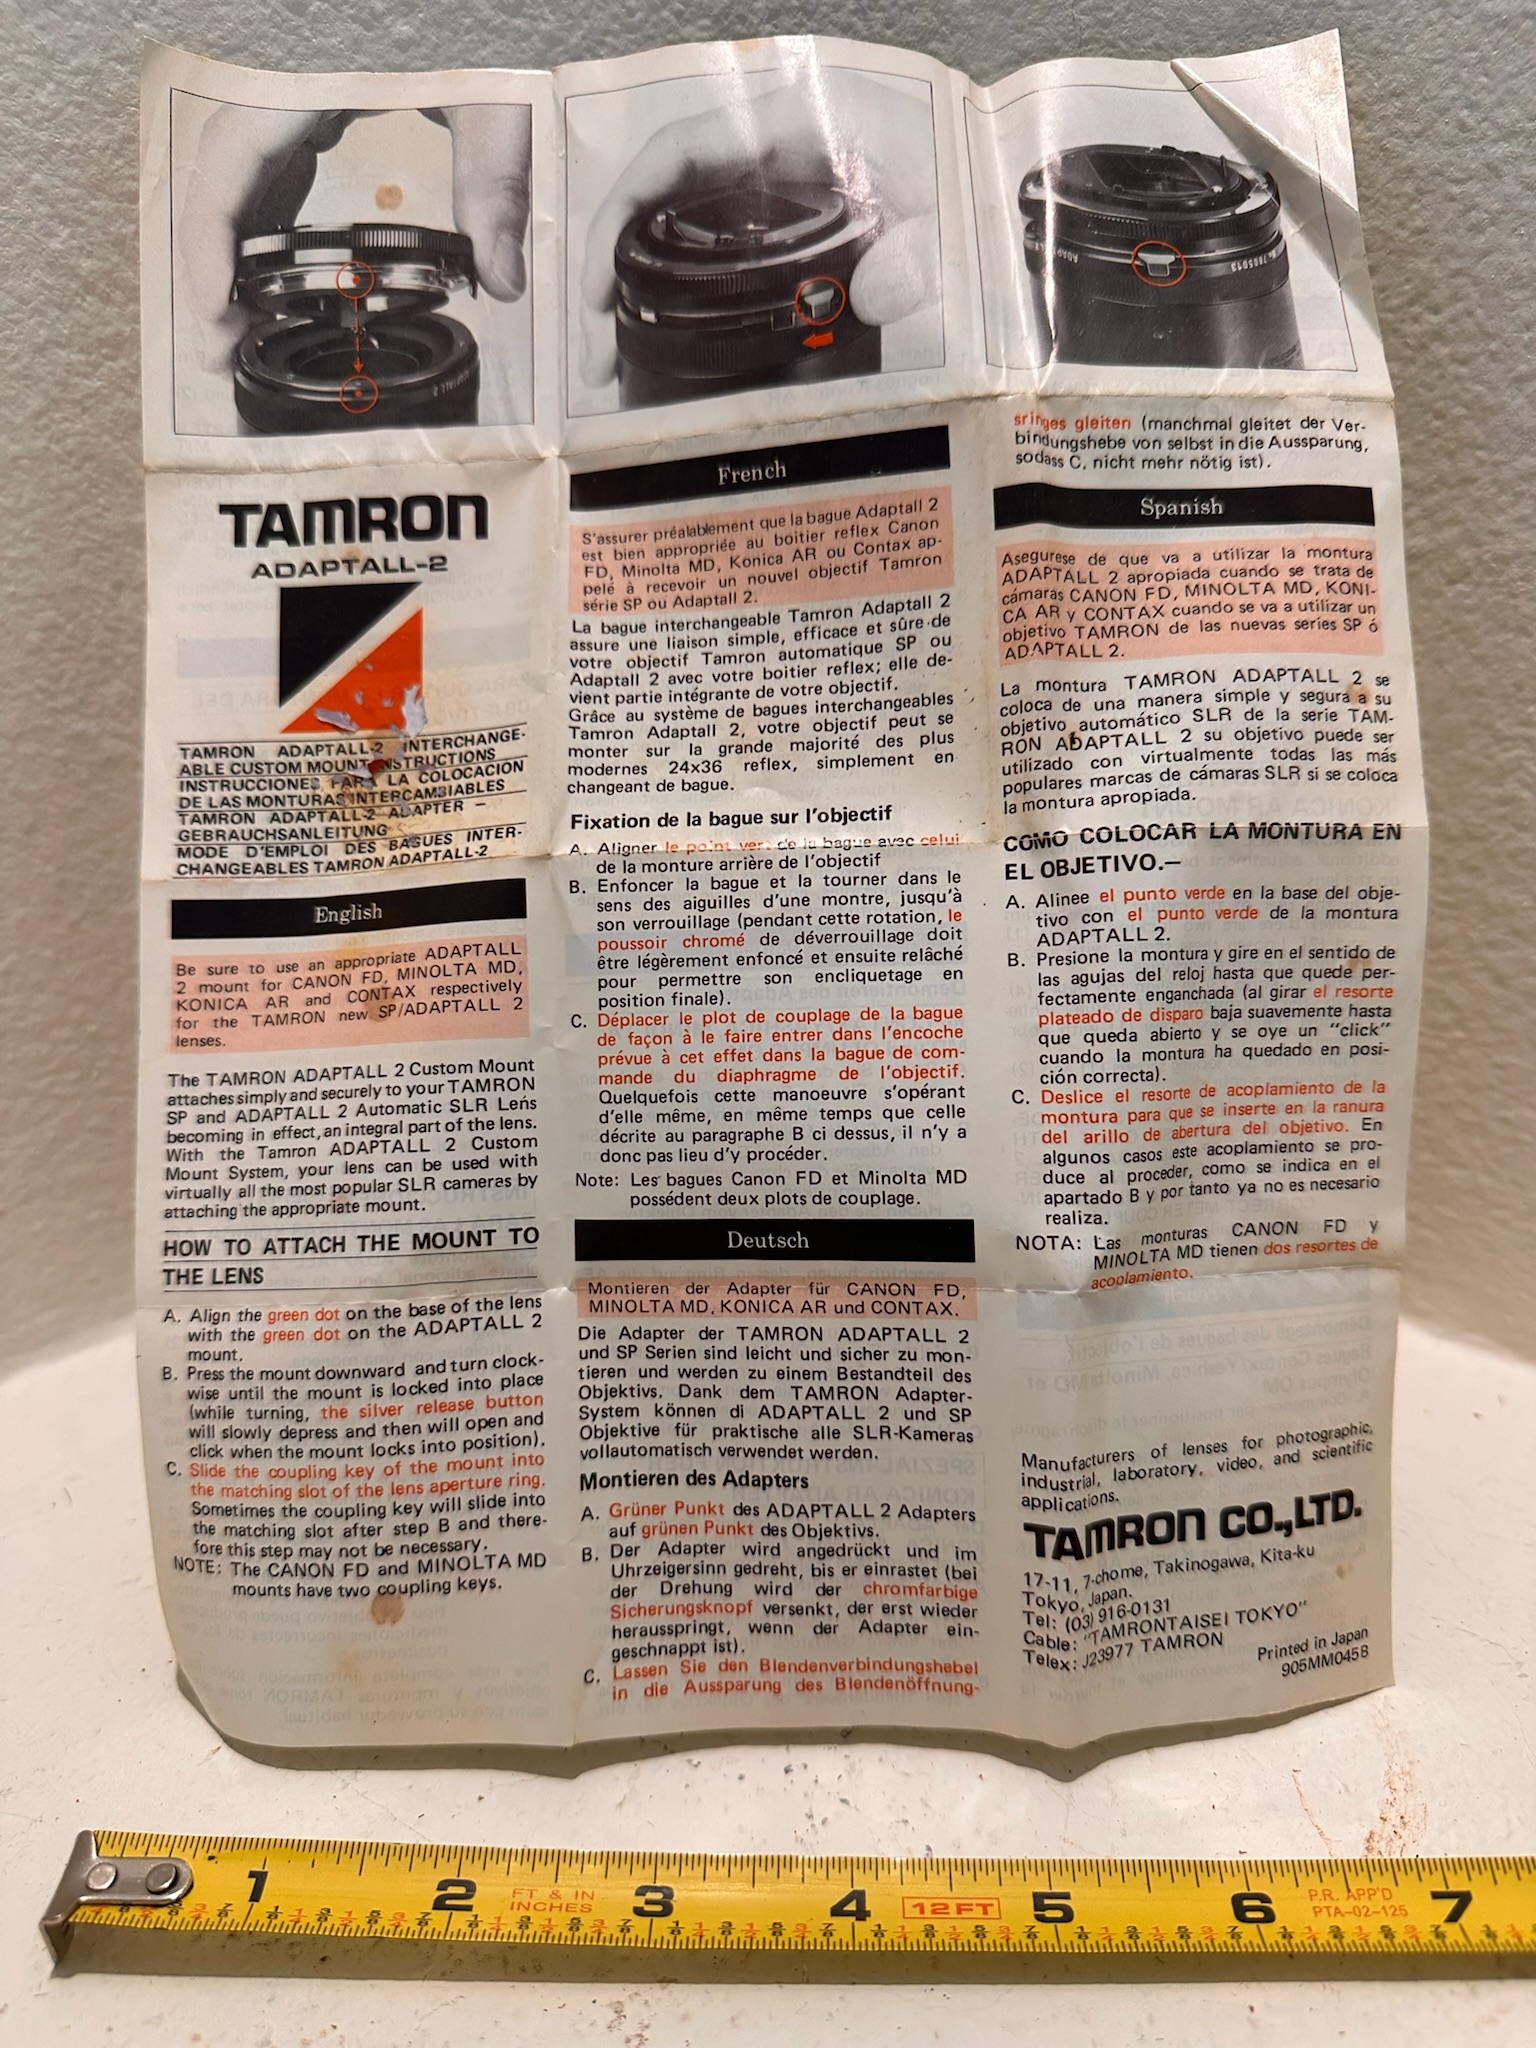 TAMRON
ADAPTALL-2
TAMRON ADAPTALL-2 INTERCHANGE-
ABLE CUSTOM MOUNT INSTRUCTIONS
INSTRUCCIONES PARA LA COLOCACION
DE LAS MONTURAS INTERCAMBIABLES
TAMRON ADAPTALL-2 ADAPTER –
GEBRAUCHSANLEITUNG
MODE D'EMPLOI DES BAGUES INTER-
CHANGEABLES TAMRON ADAPTALL-2
English
Be sure to use an appropriate ADAPTALL
2 mount for CANON FD, MINOLTA MD,
KONICA AR and CONTAX respectively
for the TAMRON new SP/ADAPTALL 2
lenses.
The TAMRON ADAPTALL 2 Custom Mount
attaches simply and securely to your TAMRON
SP and ADAPTALL 2 Automatic SLR Lens
becoming in effect, an integral part of the lens.
With the Tamron ADAPTALL 2 Custom
Mount System, your lens can be used with
virtually all the most popular SLR cameras by
attaching the appropriate mount.
HOW TO ATTACH THE MOUNT TO
THE LENS
A. Align the green dot on the base of the lens
with the green dot on the ADAPTALL 2
mount.
B. Press the mount downward and turn clock-
wise until the mount is locked into place
(while turning, the silver release button
will slowly depress and then will open and
click when the mount locks into position).
C. Slide the coupling key of the mount into
the matching slot of the lens aperture ring.
Sometimes the coupling key will slide into
the matching slot after step B and there-
fore this step may not be necessary.
NOTE: The CANON FD and MINOLTA MD
mounts have two coupling keys.
French
S'assurer préalablement que la bague Adaptall 2
est bien appropriée au boitier reflex Canon
FD, Minolta MD, Konica AR ou Contax ap-
pelé à recevoir un nouvel objectif Tamron
série SP ou Adaptall 2.
La bague interchangeable Tamron Adaptall 2
assure une liaison simple, efficace et sûre de
votre objectif Tamron automatique SP ou
Adaptall 2 avec votre boitier reflex; elle de-
vient partie intégrante de votre objectif.
Grâce au système de bagues interchangeables
Tamron Adaptall 2, votre objectif peut se
monter sur la grande majorité des plus
modernes 24x36 reflex, simplement en
changeant de bague.
Fixation de la bague sur l'objectif
A. Aligner le point vert de la bague avec celui
de la monture arrière de l'objectif
B. Enfoncer la bague et la tourner dans le
sens des aiguilles d'une montre, jusqu'à
son verrouillage (pendant cette rotation, le
poussoir chromé de déverrouillage doit
être légèrement enfoncé et ensuite relâché
pour permettre son encliquetage en
position finale).
C. Déplacer le plot de couplage de la bague
de façon à le faire entrer dans l'encoche
prévue à cet effet dans la bague de com-
mande du diaphragme de l'objectif.
Quelquefois cette manoeuvre s'opérant
d'elle même, en même temps que celle
décrite au paragraphe B ci dessus, il n'y a
donc pas lieu d'y procéder.
Note: Les bagues Canon FD et Minolta MD
possédent deux plots de couplage.
Deutsch
Montieren der Adapter für CANON FD,
MINOLTA MD, KONICA AR und CONTAX.
Die Adapter der TAMRON ADAPTALL 2
und SP Serien sind leicht und sicher zu mon-
tieren und werden zu einem Bestandteil des
Objektivs. Dank dem TAMRON Adapter-
System können di ADAPTALL 2 und SP
Objektive für praktische alle SLR-Kameras
vollautomatisch verwendet werden.
Montieren des Adapters
A. Grüner Punkt des ADAPTALL 2 Adapters
auf grünen Punkt des Objektivs.
B. Der Adapter wird angedrückt und im
Uhrzeigersinn gedreht, bis er einrastet (bei
der Drehung wird der chromfarbige
Sicherungsknopf versenkt, der erst wieder
herausspringt, wenn der Adapter ein-
geschnappt ist).
C. Lassen Sie den Blendenverbindungshebel
in die Aussparung des Blendenöffnung-
sringes gleiten (manchmal gleitet der Ver-
bindungshebe von selbst in die Aussparung,
sodass C. nicht mehr nötig ist).
Spanish
Asegurese de que va a utilizar la montura
ADAPTALL 2 apropiada cuando se trata de
cámaras CANON FD, MINOLTA MD, KONI-
CA AR y CONTAX cuando se va a utilizar un
objetivo TAMRON de las nuevas series SP ó
ADAPTALL 2.
La montura TAMRON ADAPTALL 2 se
coloca de una manera simple y segura a su
objetivo automático SLR de la serie TAM-
RON ADAPTALL 2 su objetivo puede ser
utilizado con virtualmente todas las más
populares marcas de cámaras SLR si se coloca
la montura apropiada.
COMO COLOCAR LA MONTURA EN
EL OBJETIVO.–
A. Alinee el punto verde en la base del obje-
tivo con el punto verde de la montura
ADAPTALL 2.
B. Presione la montura y gire en el sentido de
las agujas del reloj hasta que quede per-
fectamente enganchada (al girar el resorte
plateado de disparo baja suavemente hasta
que queda abierto y se oye un "click"
cuando la montura ha quedado en posi-
ción correcta).
C. Deslice el resorte de acoplamiento de la
montura para que se inserte en la ranura
del arillo de abertura del objetivo. En
algunos casos este acoplamiento se pro-
duce al proceder, como se indica en el
apartado B y por tanto ya no es necesario
realiza.
NOTA: Las monturas CANON FD y
MINOLTA MD tienen dos resortes de
acoplamiento.
Manufacturers of lenses for photographic,
industrial, laboratory, video, and scientific
applications.
TAMRON CO.,LTD.
17-11, 7-chome, Takinogawa, Kita-ku
Tokyo, Japan.
Tel: (03) 916-0131
Cable: "TAMRONTAISEI TOKYO"
Telex: J23977 TAMRON
Printed in Japan
905MM045B
1 2 FT & IN INCHES 3 4 12FT 5 6 P.R. APP'D PTA-02-125 7